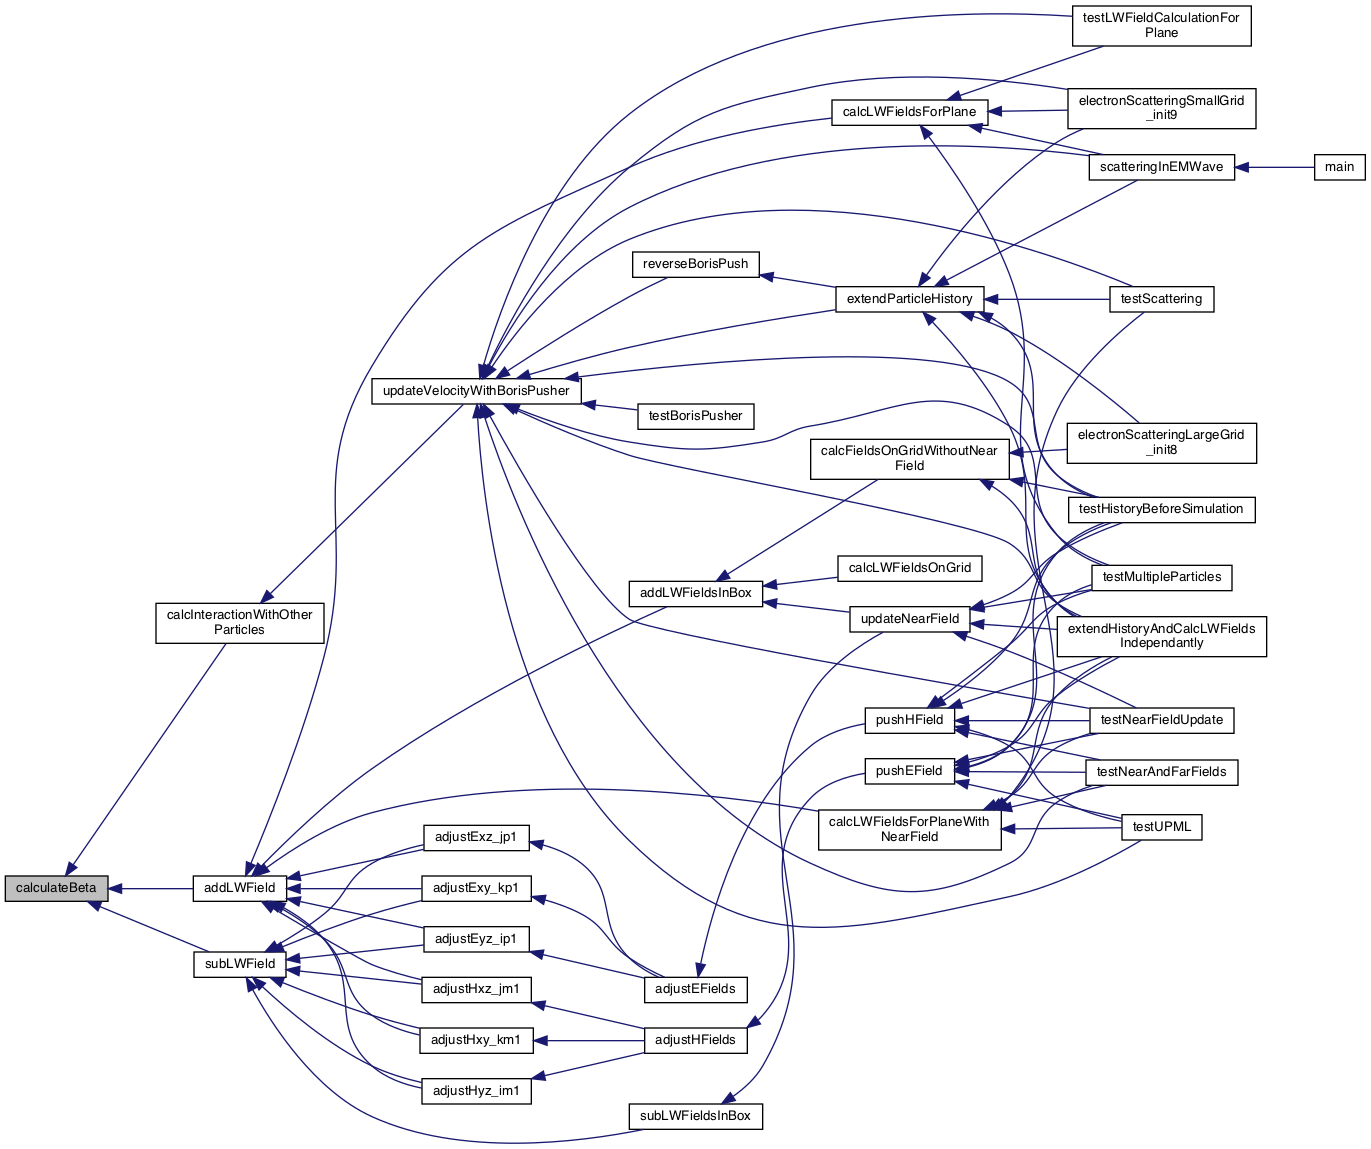 testLWFieldCalculationFor
Plane
electronScatteringSmallGrid
_init9
calcLWFieldsForPlane
scatteringInEMWave
main
reverseBorisPush
extendParticleHistory
testScattering
updateVelocityWithBorisPusher
testBorisPusher
calcFieldsOnGridWithoutNear
Field
electronScatteringLargeGrid
_init8
testHistoryBeforeSimulation
calcLWFieldsOnGrid
testMultipleParticles
addLWFieldsInBox
updateNearField
calcInteractionWithOther
Particles
extendHistoryAndCalcLWFields
Independantly
pushHField
testNearFieldUpdate
pushEField
testNearAndFarFields
calcLWFieldsForPlaneWith
NearField
testUPML
adjustExz_jp1
calculateBeta
addLWField
adjustExy_kp1
adjustEyz_ip1
subLWField
adjustHxz_jm1
adjustEFields
adjustHxy_km1
adjustHFields
adjustHyz_im1
subLWFieldsInBox